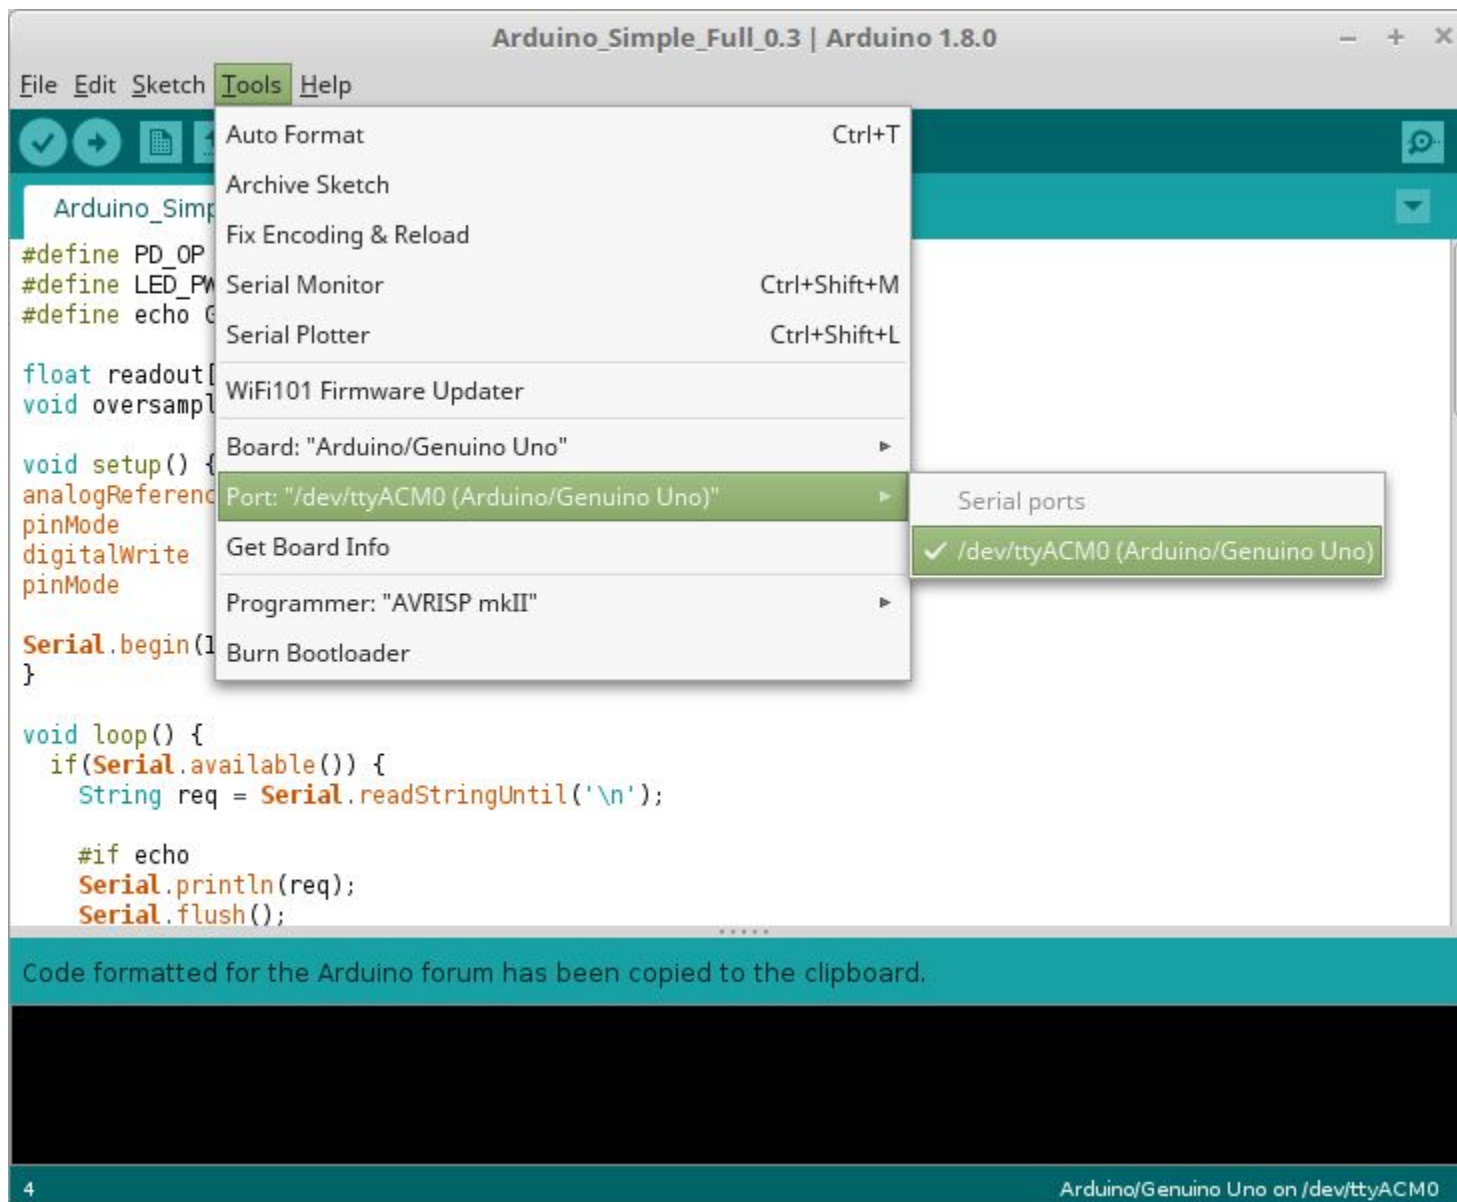 Arduino_Simple_Full_0.3 | Arduino 1.8.0
File Edit Sketch Tools Help
Auto Format Ctrl+T
Archive Sketch
Fix Encoding & Reload
Serial Monitor Ctrl+Shift+M
Serial Plotter Ctrl+Shift+L
WiFi101 Firmware Updater
Board: "Arduino/Genuino Uno"
Port: "/dev/ttyACM0 (Arduino/Genuino Uno)"
Get Board Info
Programmer: "AVRISP mkII"
Burn Bootloader
Serial ports
/dev/ttyACM0 (Arduino/Genuino Uno)
Arduino_Simp
#define PD_OP
#define LED_PW
#define echo
float readout[
void oversampl
void setup() {
analogReferenc
pinMode
digitalWrite
pinMode
Serial.begin(
}
void loop() {
if(Serial.available()) {
String req = Serial.readStringUntil('\n');
#if echo
Serial.println(req);
Serial.flush();
Code formatted for the Arduino forum has been copied to the clipboard.
4 Arduino/Genuino Uno on /dev/ttyACM0